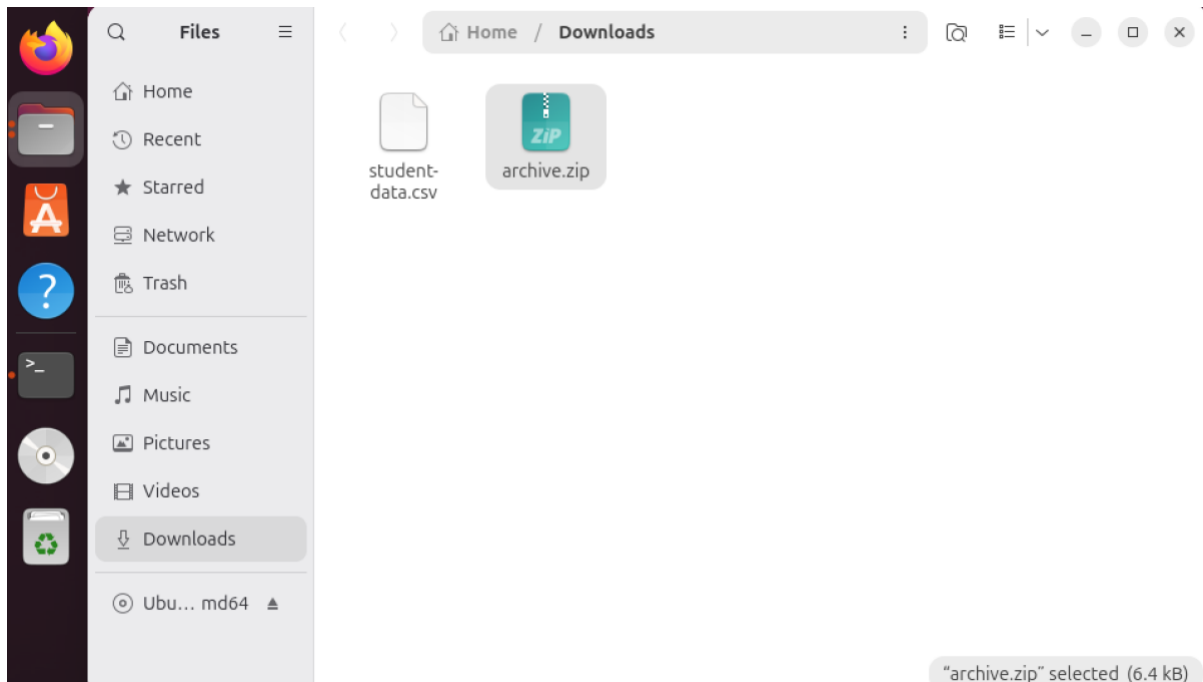 Files
Home / Downloads
Home
Recent
Starred
Network
Trash
Documents
Music
Pictures
Videos
Downloads
Ubu… md64
student-
data.csv
ZiP
archive.zip
A
?
>_
“archive.zip” selected (6.4 kB)